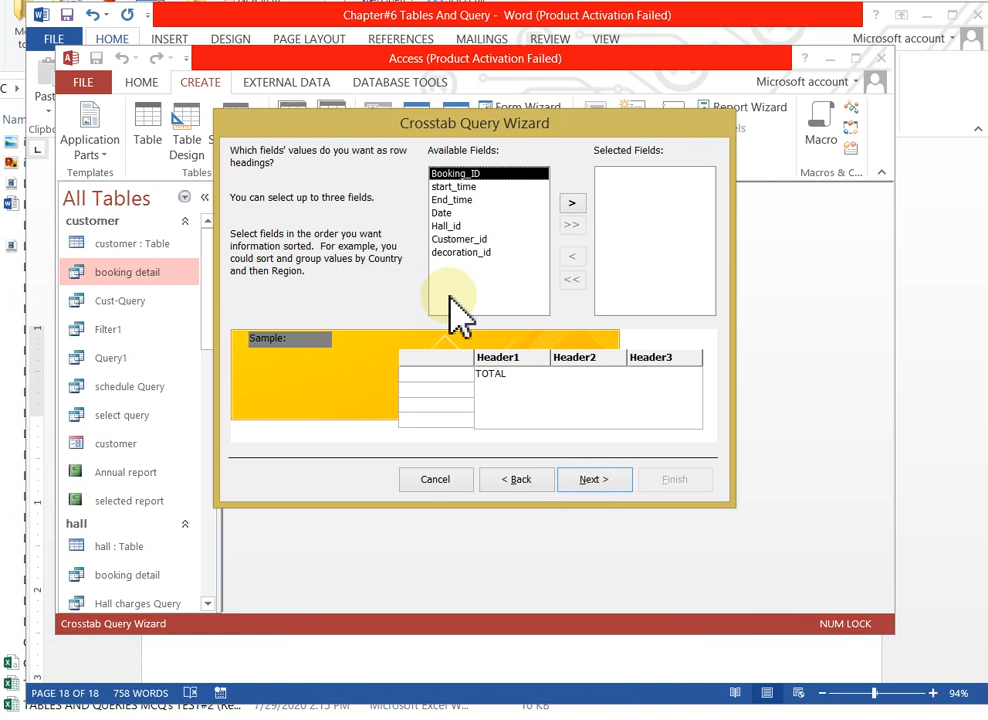 Chapter#6 Tables And Query - Word (Product Activation Failed)
FILE HOME INSERT DESIGN PAGE LAYOUT REFERENCES MAILINGS REVIEW VIEW Microsoft account
Access (Product Activation Failed)
FILE HOME CREATE EXTERNAL DATA DATABASE TOOLS Microsoft account
Past
Clipbo
Application
Parts
Templates
Table
Table
Design
Tables
Form Wizard
Report Wizard
Macro
Macros & C...
All Tables
customer
customer : Table
booking detail
Cust-Query
Filter1
Query1
schedule Query
select query
customer
Annual report
selected report
hall
hall : Table
booking detail
Hall charges Query
Crosstab Query Wizard
Which fields' values do you want as row
headings?
You can select up to three fields.
Select fields in the order you want
information sorted. For example, you
could sort and group values by Country
and then Region.
Available Fields:
Booking_ID
start_time
End_time
Date
Hall_id
Customer_id
decoration_id
>
>>
<
<<
Selected Fields:
Sample:
Header1 Header2 Header3
TOTAL
Cancel < Back Next > Finish
Crosstab Query Wizard NUM LOCK
PAGE 18 OF 18 758 WORDS 94%